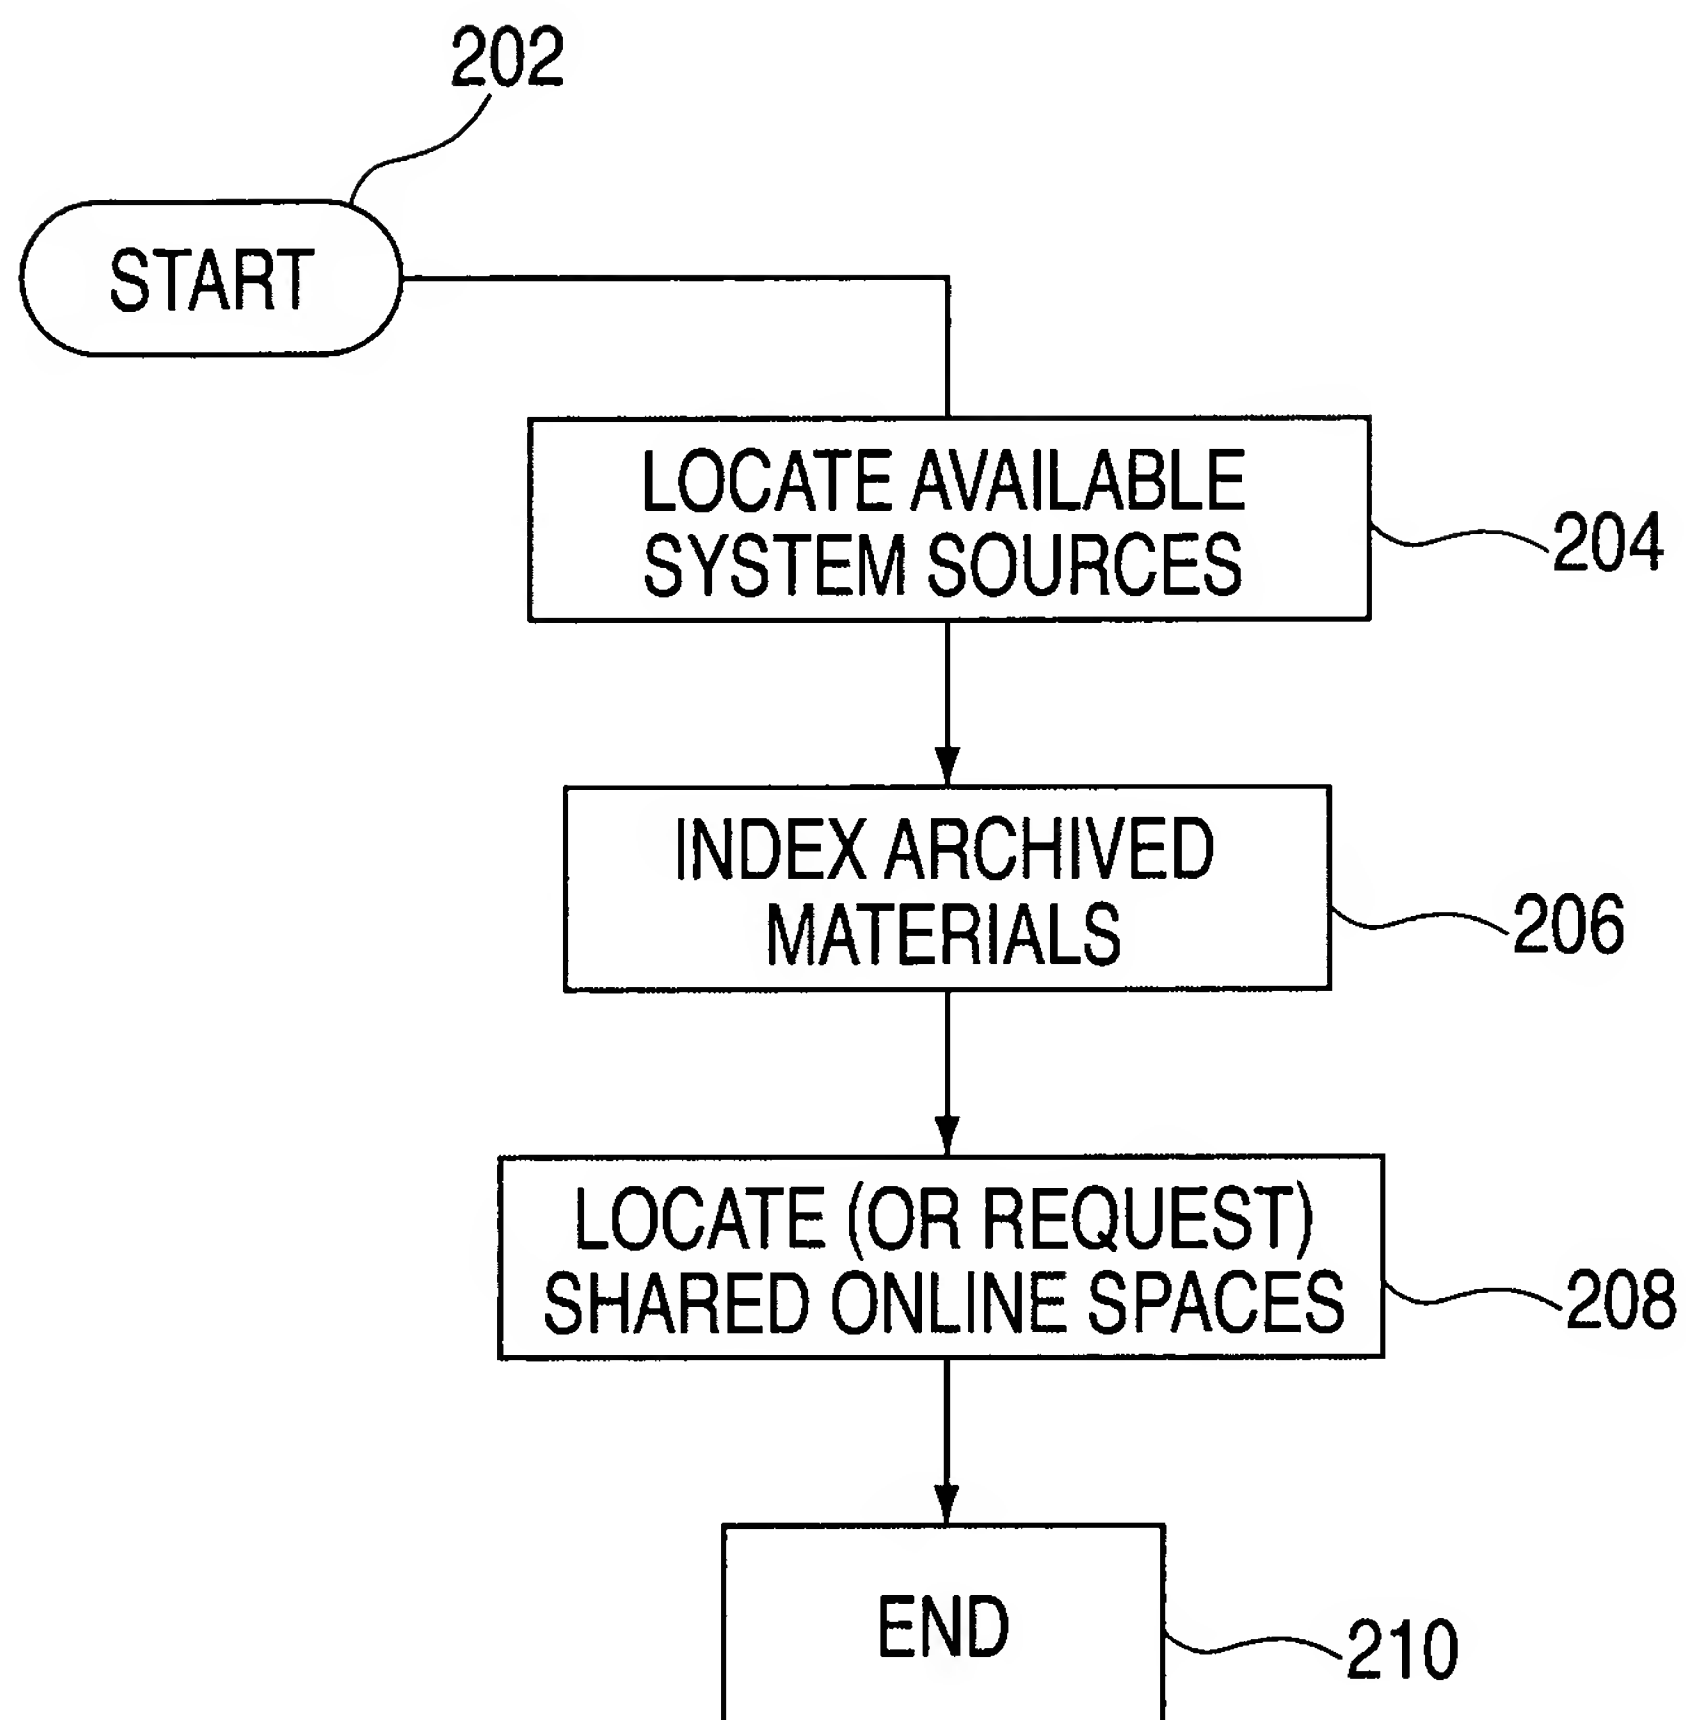 202
START
LOCATE AVAILABLE
SYSTEM SOURCES
204
INDEX ARCHIVED
MATERIALS
206
LOCATE (OR REQUEST)
SHARED ONLINE SPACES
208
END
210